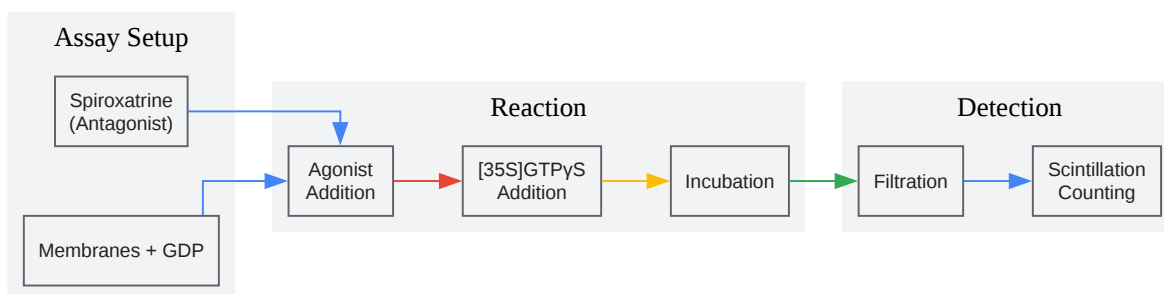 Assay Setup
Spiroxatrine
(Antagonist)
Membranes + GDP
Reaction
Agonist
Addition
[35S]GTPγS
Addition
Incubation
Detection
Filtration
Scintillation
Counting